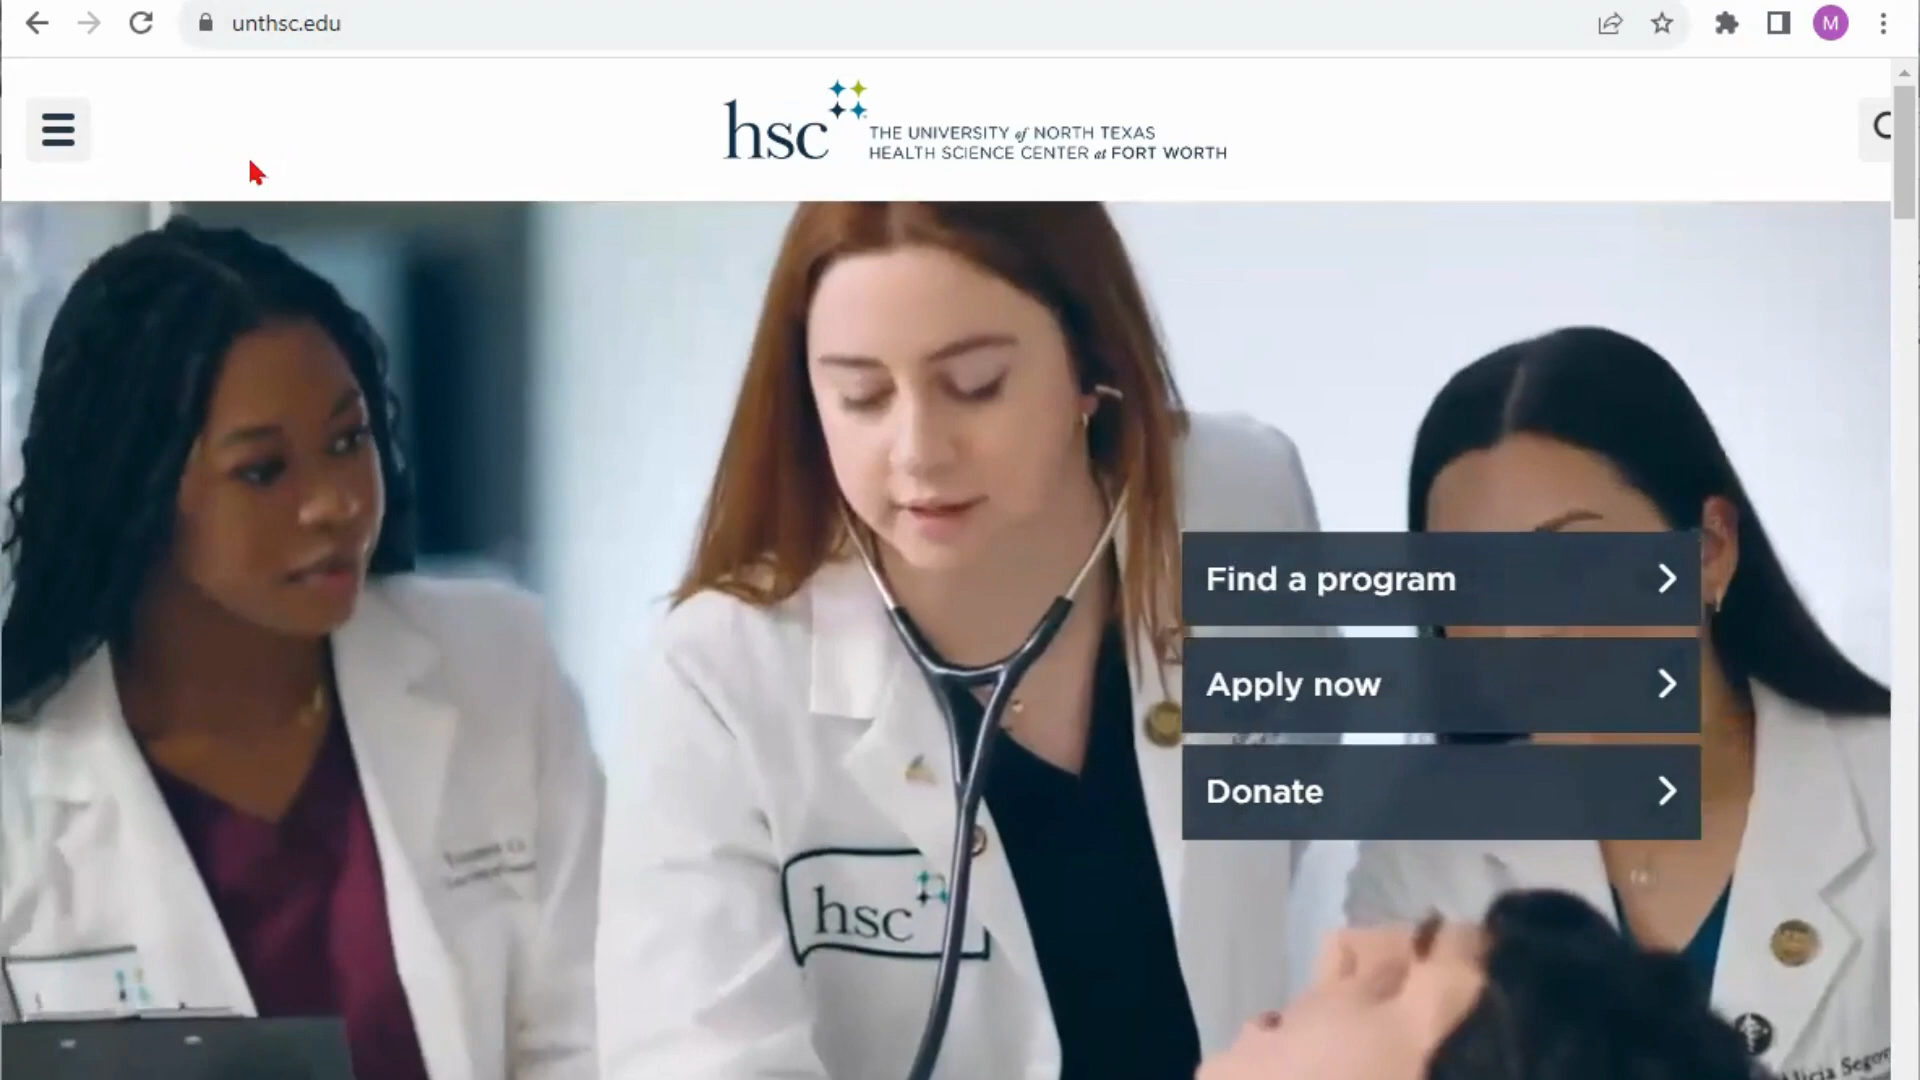 unthsc.edu
M
hsc
THE UNIVERSITY of NORTH TEXAS
HEALTH SCIENCE CENTER at FORT WORTH
Find a program
Apply now
Donate
hsc